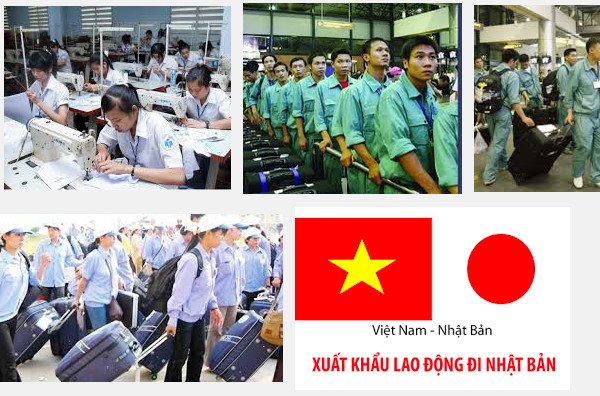 Việt Nam - Nhật Bản
XUẤT KHẨU LAO ĐỘNG ĐI NHẬT BẢN